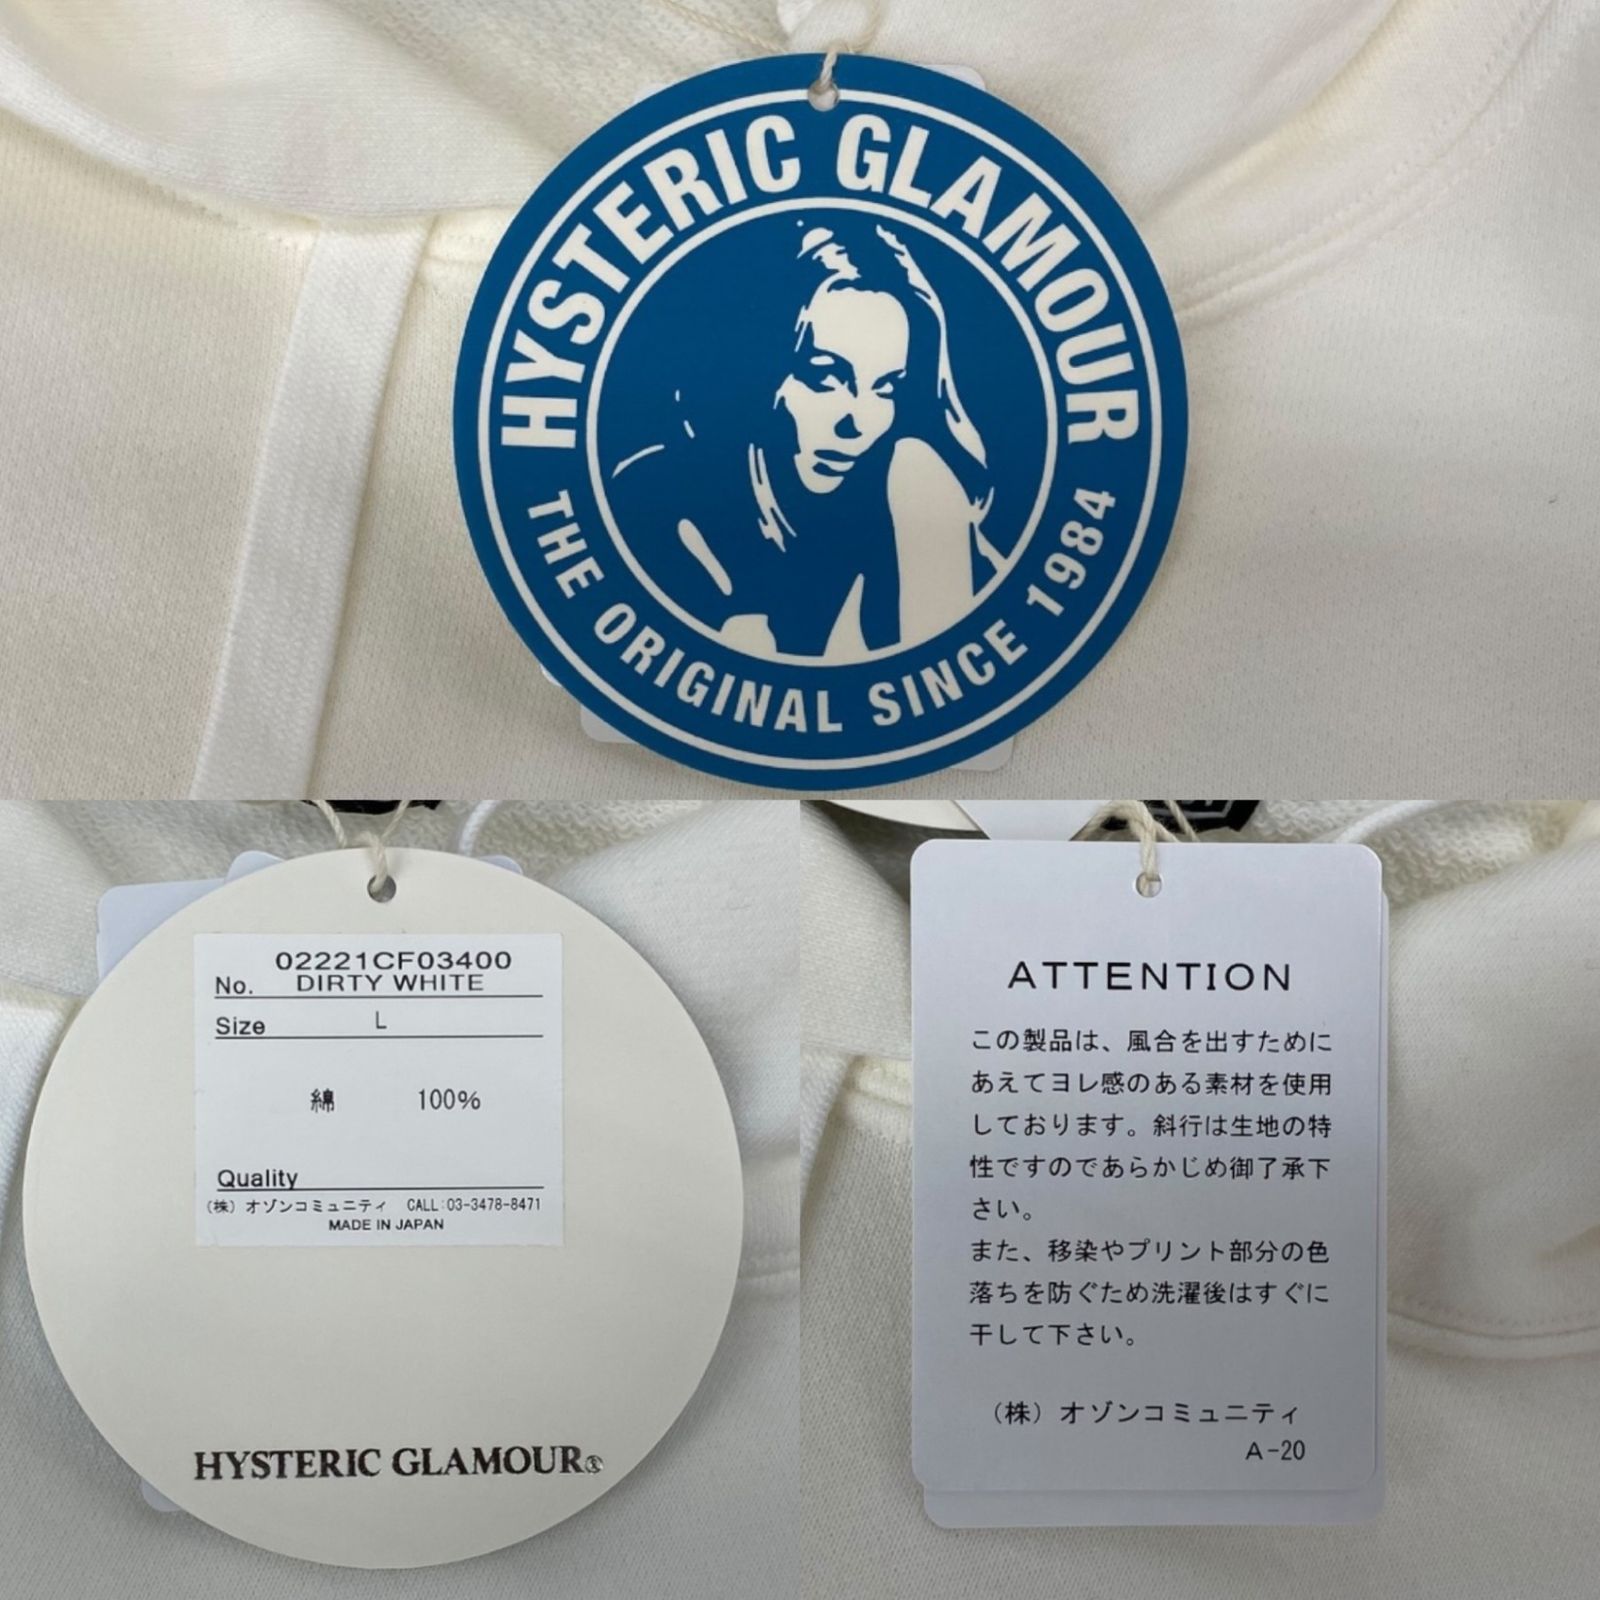 HYSTERIC GLAMOUR
THE ORIGINAL SINCE 1984
02221CF03400
No. DIRTY WHITE
Size L
綿 100%
Quality
(株) オゾンコミュニティ CALL:03-3478-8471
MADE IN JAPAN
HYSTERIC GLAMOUR®
ATTENTION
この製品は、風合を出すために
あえてヨレ感のある素材を使用
しております。斜行は生地の特
性ですのであらかじめ御了承下
さい。
また、移染やプリント部分の色
落ちを防ぐため洗濯後はすぐに
干して下さい。
(株) オゾンコミュニティ
A-20